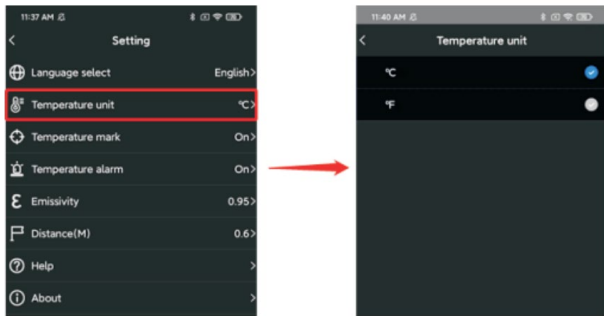 11:37 AM
Setting
Language select English
Temperature unit °C
Temperature mark On
Temperature alarm On
Emissivity 0.95
Distance(M) 0.6
Help
About
11:40 AM
Temperature unit
°C
°F